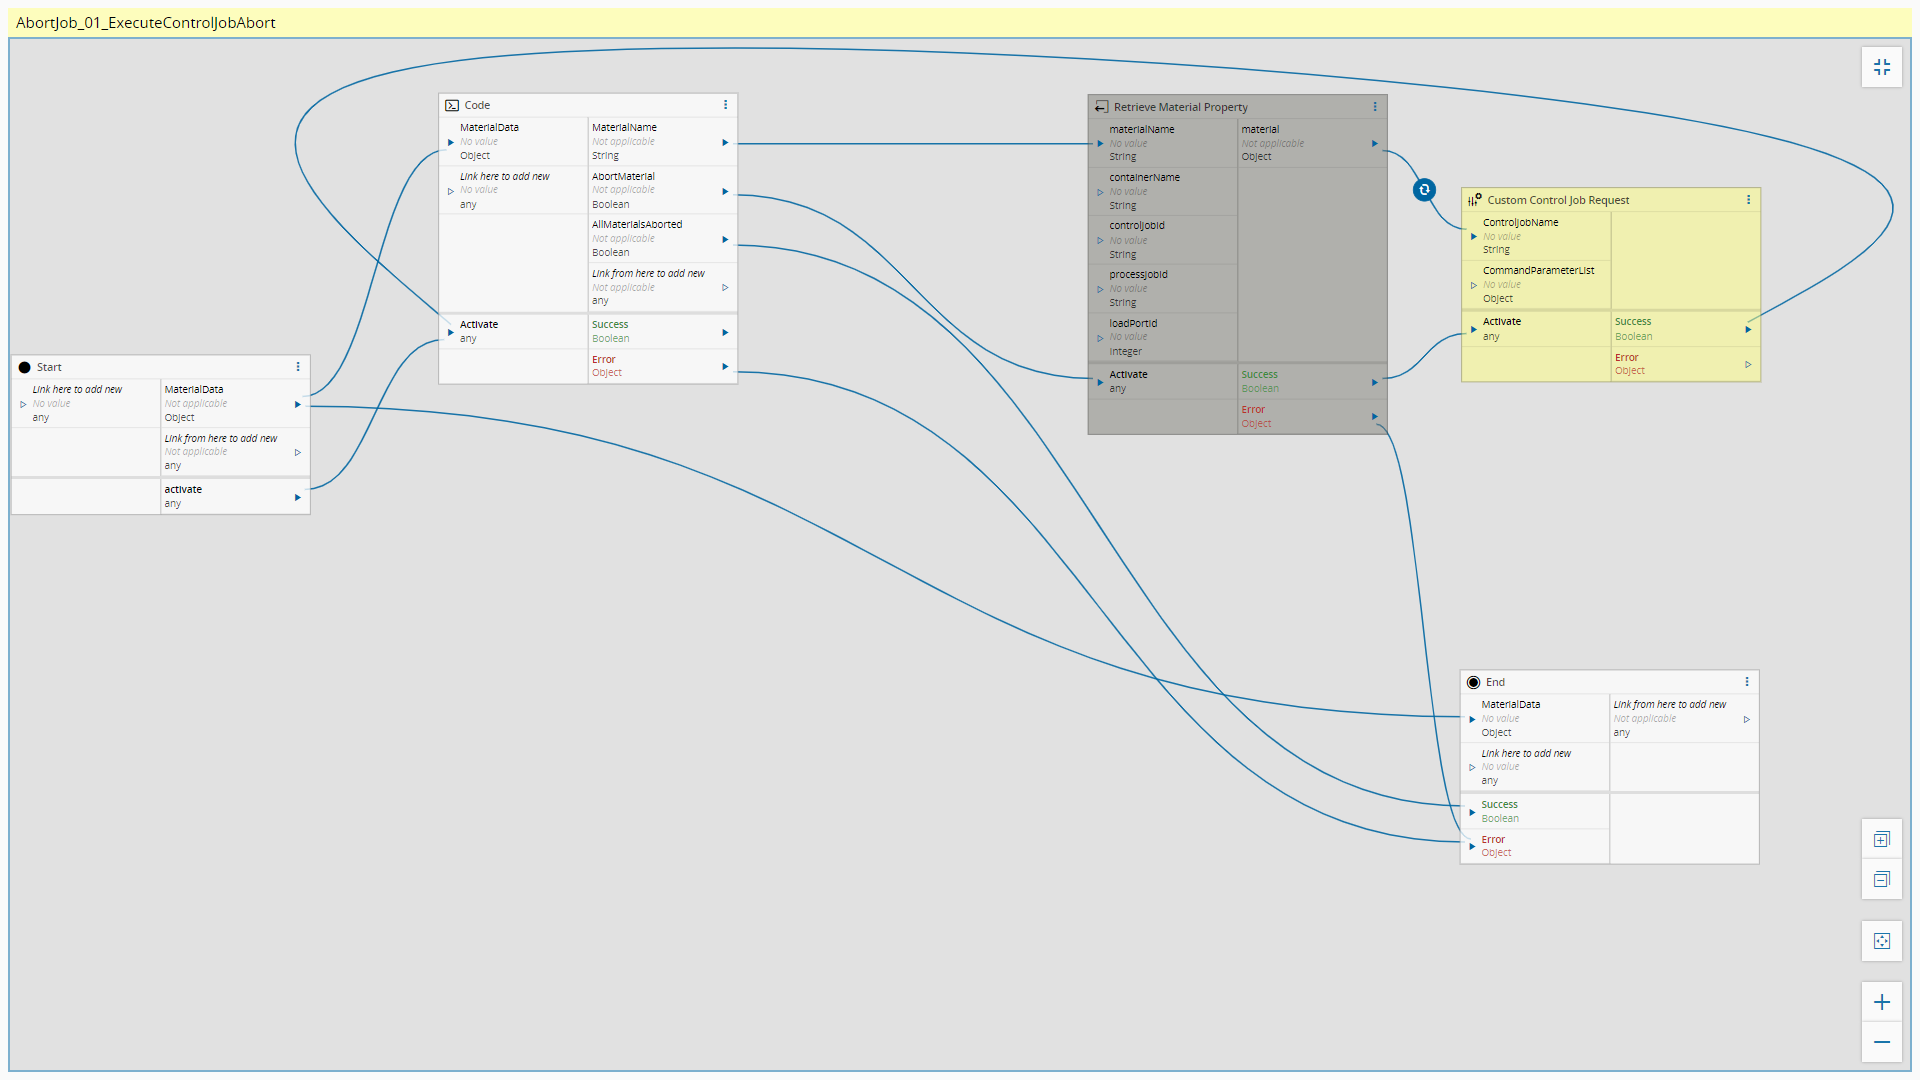 AbortJob_01_ExecuteControlJobAbort
Code
MaterialData
No value
Object
Link here to add new
No value
any
MaterialName
Not applicable
String
AbortMaterial
Not applicable
Boolean
AllMaterialsAborted
Not applicable
Boolean
Link from here to add new
Not applicable
any
Activate
any
Success
Boolean
Error
Object
Start
Link here to add new
No value
any
MaterialData
Not applicable
Object
Link from here to add new
Not applicable
any
activate
any
Retrieve Material Property
materialName
No value
String
containerName
No value
String
controlJobId
No value
String
processJobId
No value
String
loadPortId
No value
Integer
material
Not applicable
Object
Activate
any
Success
Boolean
Error
Object
Custom Control Job Request
ControlJobName
No value
String
CommandParameterList
No value
Object
Activate
any
Success
Boolean
Error
Object
End
MaterialData
No value
Object
Link here to add new
No value
any
Link from here to add new
Not applicable
any
Success
Boolean
Error
Object